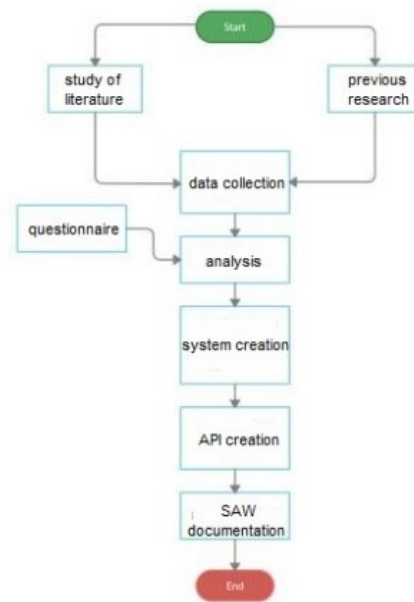 Start
study of
literature
previous
research
data collection
questionnaire
analysis
system creation
API creation
SAW
documentation
End